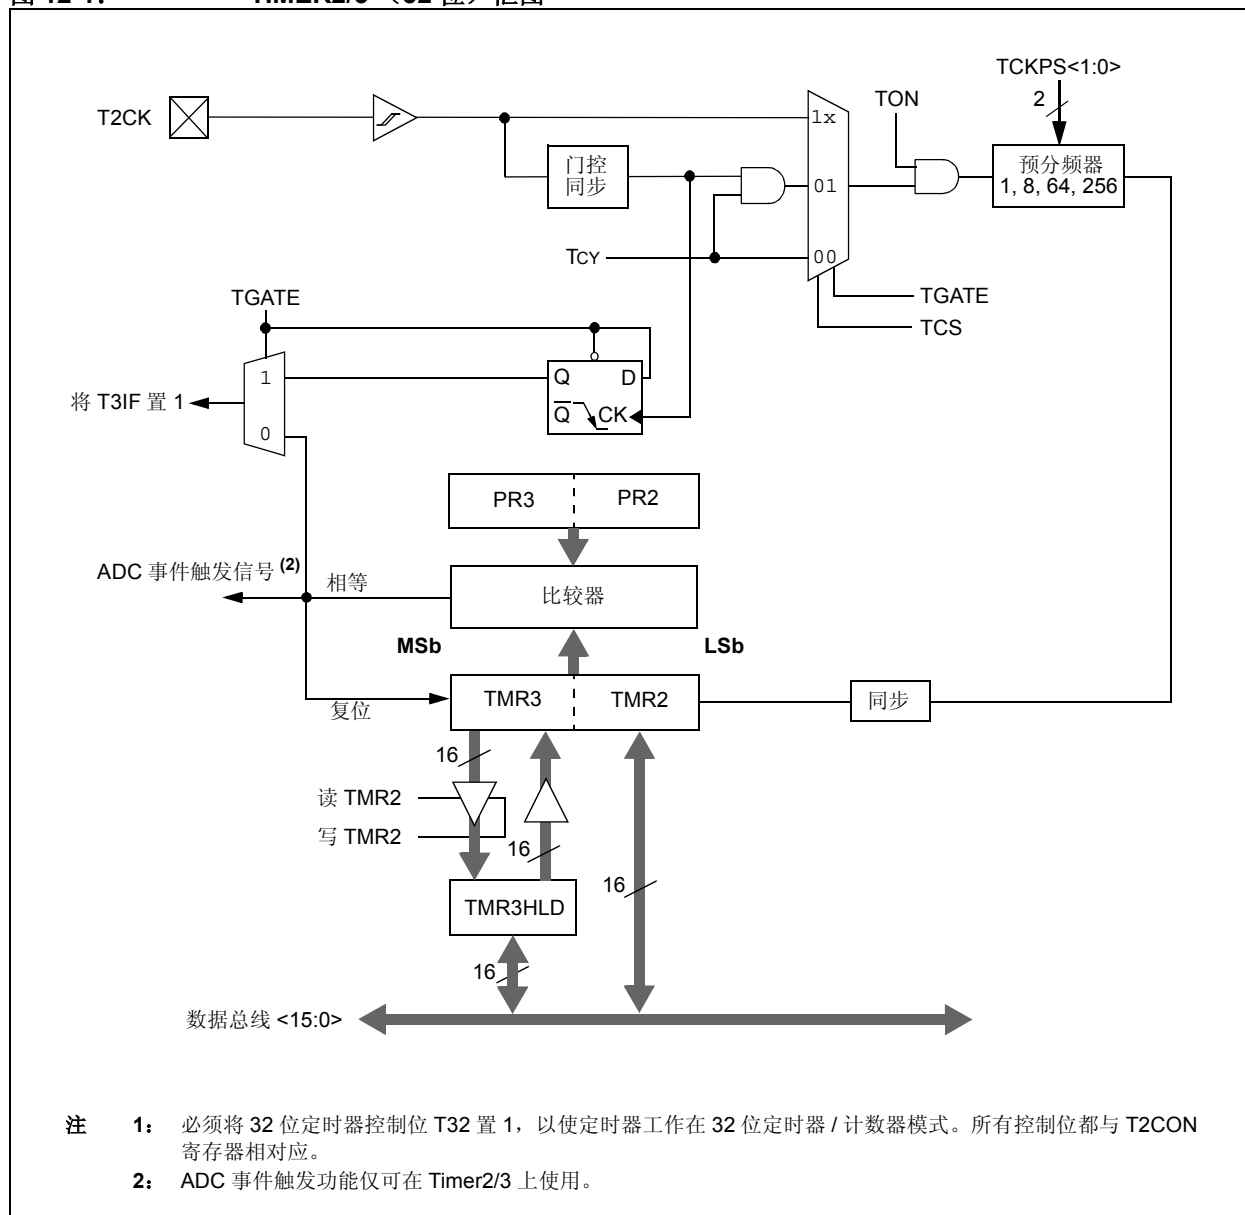 图 12-1: TIMER2/3 （32 位）框图
TCKPS<1:0>
2
T2CK
TON
1x
门控
同步
预分频器
1, 8, 64, 256
01
TCY
00
TGATE
TCS
TGATE
1
Q D
将 T3IF 置 1
Q CK
0
PR3 PR2
ADC 事件触发信号 (2)
相等
比较器
MSb LSb
TMR3 TMR2
同步
复位
16
读 TMR2
写 TMR2
16
16
TMR3HLD
16
数据总线 <15:0>
注 1： 必须将 32 位定时器控制位 T32 置 1，以使定时器工作在 32 位定时器 / 计数器模式。所有控制位都与 T2CON
寄存器相对应。
2： ADC 事件触发功能仅可在 Timer2/3 上使用。